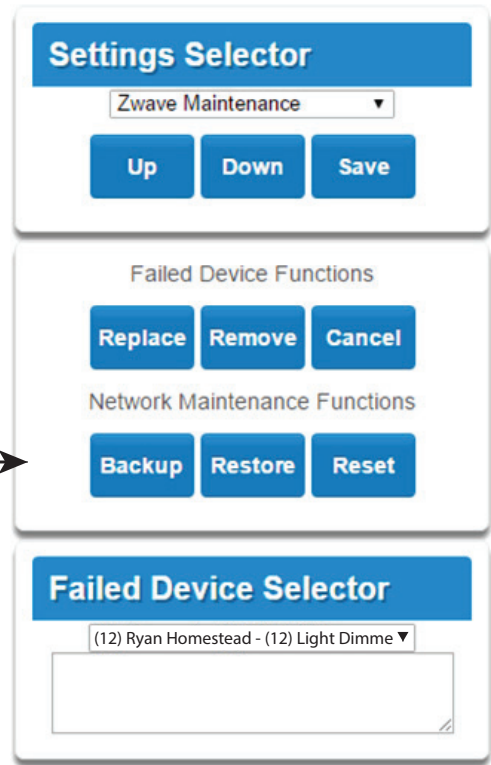 Settings Selector
Zwave Maintenance ▼
Up Down Save
Failed Device Functions
Replace Remove Cancel
Network Maintenance Functions
Backup Restore Reset
Failed Device Selector
(12) Ryan Homestead - (12) Light Dimme ▼